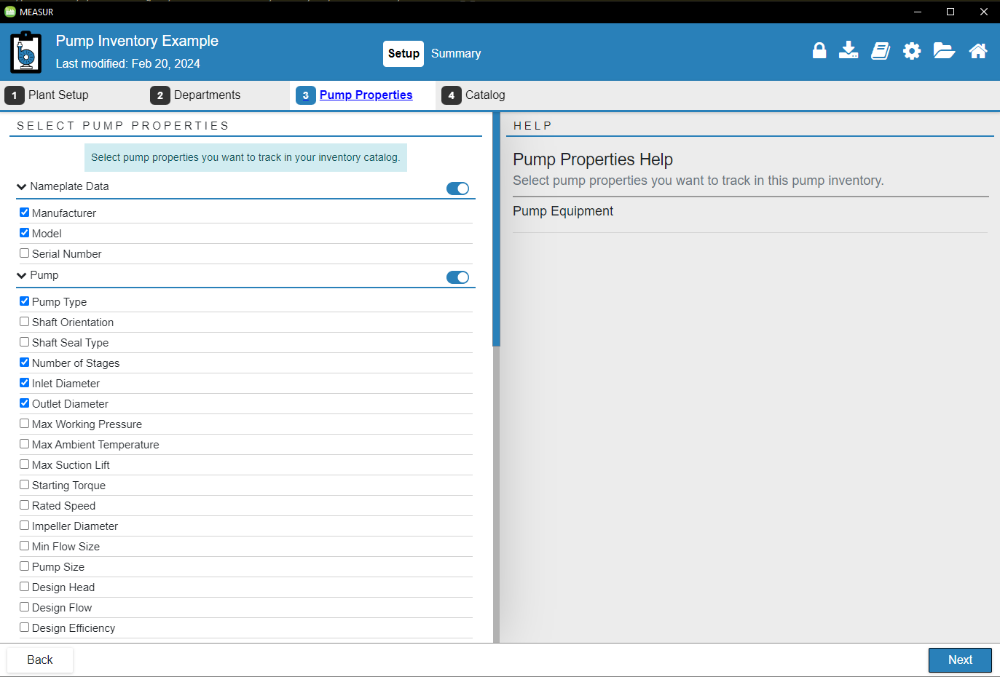 MEASUR
Pump Inventory Example
Last modified: Feb 20, 2024
Setup Summary
1 Plant Setup 2 Departments 3 Pump Properties 4 Catalog
SELECT PUMP PROPERTIES
Select pump properties you want to track in your inventory catalog.
Nameplate Data
Manufacturer
Model
Serial Number
Pump
Pump Type
Shaft Orientation
Shaft Seal Type
Number of Stages
Inlet Diameter
Outlet Diameter
Max Working Pressure
Max Ambient Temperature
Max Suction Lift
Starting Torque
Rated Speed
Impeller Diameter
Min Flow Size
Pump Size
Design Head
Design Flow
Design Efficiency
HELP
Pump Properties Help
Select pump properties you want to track in this pump inventory.
Pump Equipment
Back Next